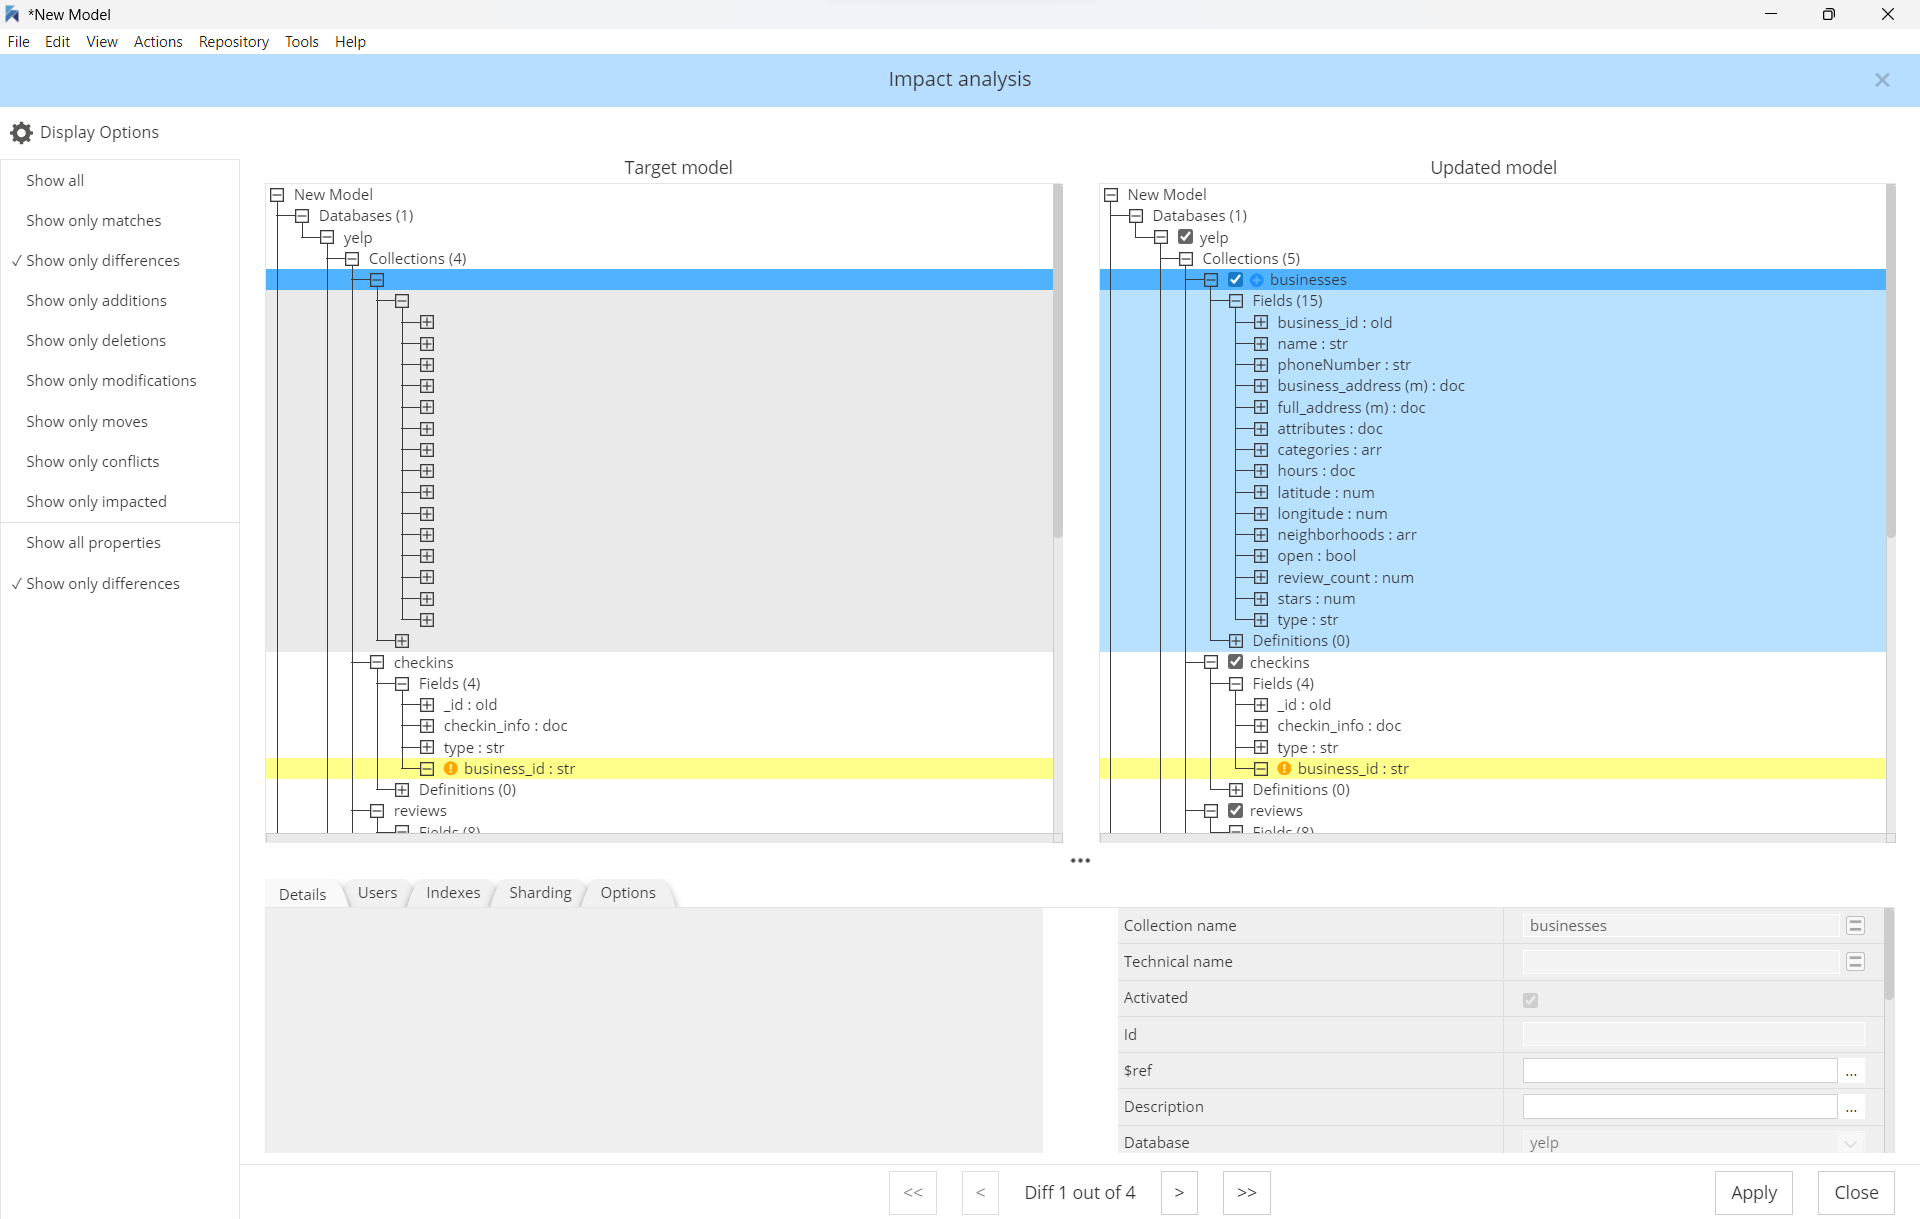 *New Model
File Edit View Actions Repository Tools Help
Impact analysis
Display Options
Show all
Show only matches
✓ Show only differences
Show only additions
Show only deletions
Show only modifications
Show only moves
Show only conflicts
Show only impacted
Show all properties
✓ Show only differences
Target model
New Model
Databases (1)
yelp
Collections (4)
checkins
Fields (4)
_id : oId
checkin_info : doc
type : str
business_id : str
Definitions (0)
reviews
Fields (8)
Updated model
New Model
Databases (1)
yelp
Collections (5)
businesses
Fields (15)
business_id : oId
name : str
phoneNumber : str
business_address (m) : doc
full_address (m) : doc
attributes : doc
categories : arr
hours : doc
latitude : num
longitude : num
neighborhoods : arr
open : bool
review_count : num
stars : num
type : str
Definitions (0)
checkins
Fields (4)
_id : oId
checkin_info : doc
type : str
business_id : str
Definitions (0)
reviews
Fields (8)
Details Users Indexes Sharding Options
Collection name businesses
Technical name
Activated
Id
$ref ...
Description ...
Database yelp
<< < Diff 1 out of 4 > >>
Apply Close